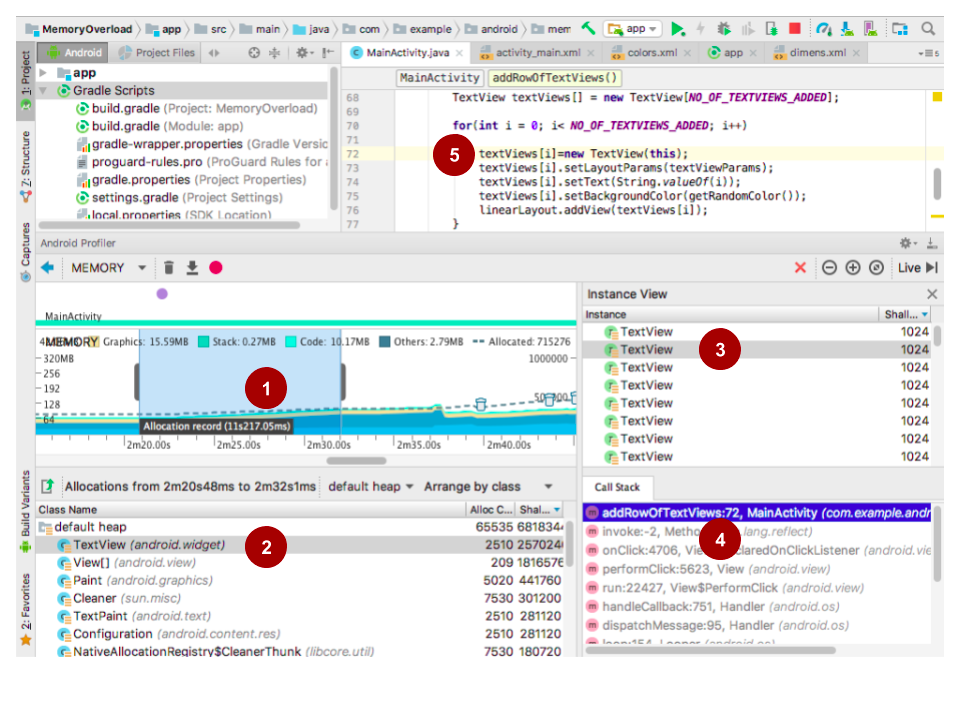 MemoryOverload app src main java com example android mem app
1: Project
Android Project Files
MainActivity.java activity_main.xml colors.xml app dimens.xml 5
app
Gradle Scripts
build.gradle (Project: MemoryOverload)
build.gradle (Module: app)
gradle-wrapper.properties (Gradle Versic
proguard-rules.pro (ProGuard Rules for
gradle.properties (Project Properties)
settings.gradle (Project Settings)
local.properties (SDK Location)
Z: Structure
Captures
MainActivity addRowOfTextViews()
68 TextView textViews[] = new TextView[NO_OF_TEXTVIEWS_ADDED];
69
70 for(int i = 0; i< NO_OF_TEXTVIEWS_ADDED; i++)
71
72 5 textViews[i]=new TextView(this);
73 textViews[i].setLayoutParams(textViewParams);
74 textViews[i].setText(String.valueOf(i));
75 textViews[i].setBackgroundColor(getRandomColor());
76 linearLayout.addView(textViews[i]);
77 }
Android Profiler
MEMORY Live
MainActivity
MEMORY Graphics: 15.59MB Stack: 0.27MB Code: 10.17MB Others: 2.79MB Allocated: 715276
320MB 1000000
256
192
128
64
1
Allocation record (11s217.05ms)
2m20.00s 2m25.00s 2m30.00s 2m35.00s 2m40.00s
Instance View
Instance Shall...
TextView 1024
TextView 3 1024
TextView 1024
TextView 1024
TextView 1024
TextView 1024
TextView 1024
TextView 1024
Build Variants
2: Favorites
Allocations from 2m20s48ms to 2m32s1ms default heap Arrange by class
Class Name Alloc C... Shal...
default heap 65535 6818344
TextView (android.widget) 2 2510 257024
View[] (android.view) 209 1816576
Paint (android.graphics) 5020 441760
Cleaner (sun.misc) 7530 301200
TextPaint (android.text) 2510 281120
Configuration (android.content.res) 2510 281120
NativeAllocationRegistry$CleanerThunk (libcore.util) 7530 180720
Call Stack
addRowOfTextViews:72, MainActivity (com.example.andr
invoke:-2, lang.reflect)
4
onClick:4706, DeclaredOnClickListener (android.vie
performClick:5623, View (android.view)
run:22427, View$PerformClick (android.view)
handleCallback:751, Handler (android.os)
dispatchMessage:95, Handler (android.os)
loop:154, Looper (android.os)